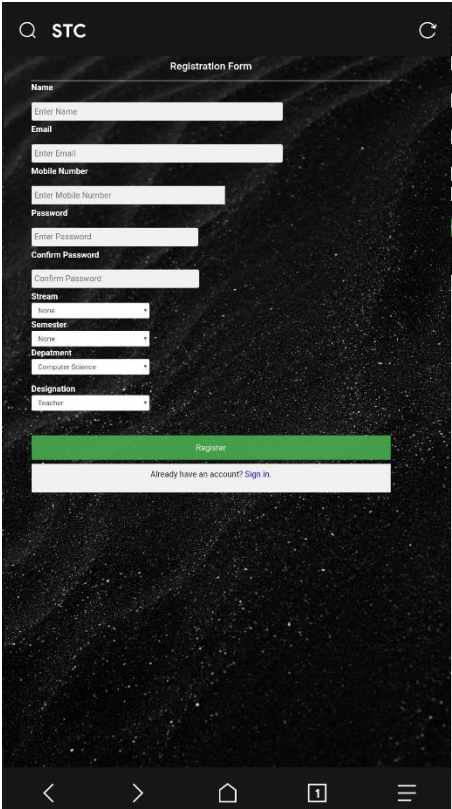 STC
Registration Form
Name
Enter Name
Email
Enter Email
Mobile Number
Enter Mobile Number
Password
Enter Password
Confirm Password
Confirm Password
Stream
None
Semester
None
Depatment
Computer Science
Designation
Teacher
Register
Already have an account? Sign in.
1